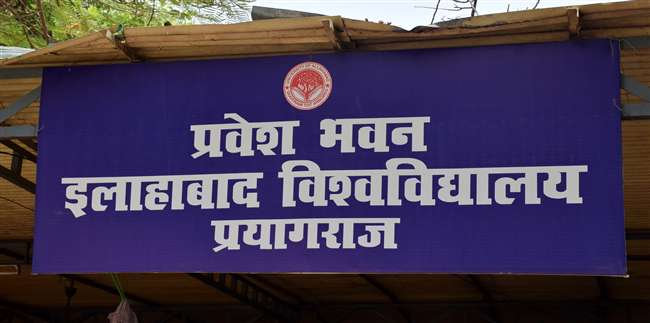 प्रवेश भवन
इलाहाबाद विश्वविद्यालय
प्रयागराज